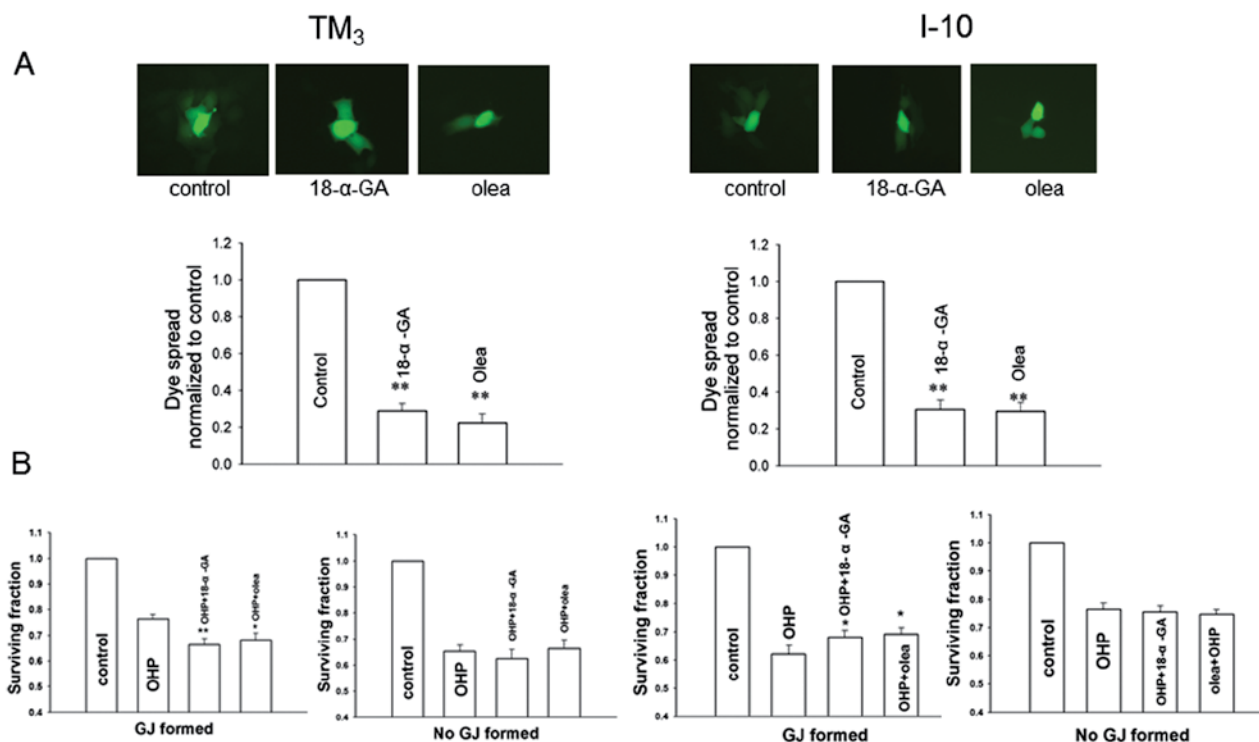 TM₃ I-10
A
control 18-α-GA olea control 18-α-GA olea
Dye spread
normalized to control
1.2
1.0
0.8
0.6
0.4
0.2
0.0
Control
** 18-α -GA
** Olea
Dye spread
normalized to control
1.2
1.0
0.8
0.6
0.4
0.2
0.0
Control
** 18-α -GA
** Olea
B
Surviving fraction
1.1
1.0
0.9
0.8
0.7
0.6
0.5
0.4
control
OHP
** OHP+18-α -GA
* OHP+olea
GJ formed
Surviving fraction
1.1
1.0
0.9
0.8
0.7
0.6
0.5
0.4
control
OHP
OHP+18-α -GA
OHP+olea
No GJ formed
Surviving fraction
1.1
1.0
0.9
0.8
0.7
0.6
0.5
0.4
control
OHP
* OHP+18- α -GA
*
OHP+olea
GJ formed
Surviving fraction
1.1
1.0
0.9
0.8
0.7
0.6
0.5
0.4
control
OHP
OHP+18-α -GA
olea+OHP
No GJ formed